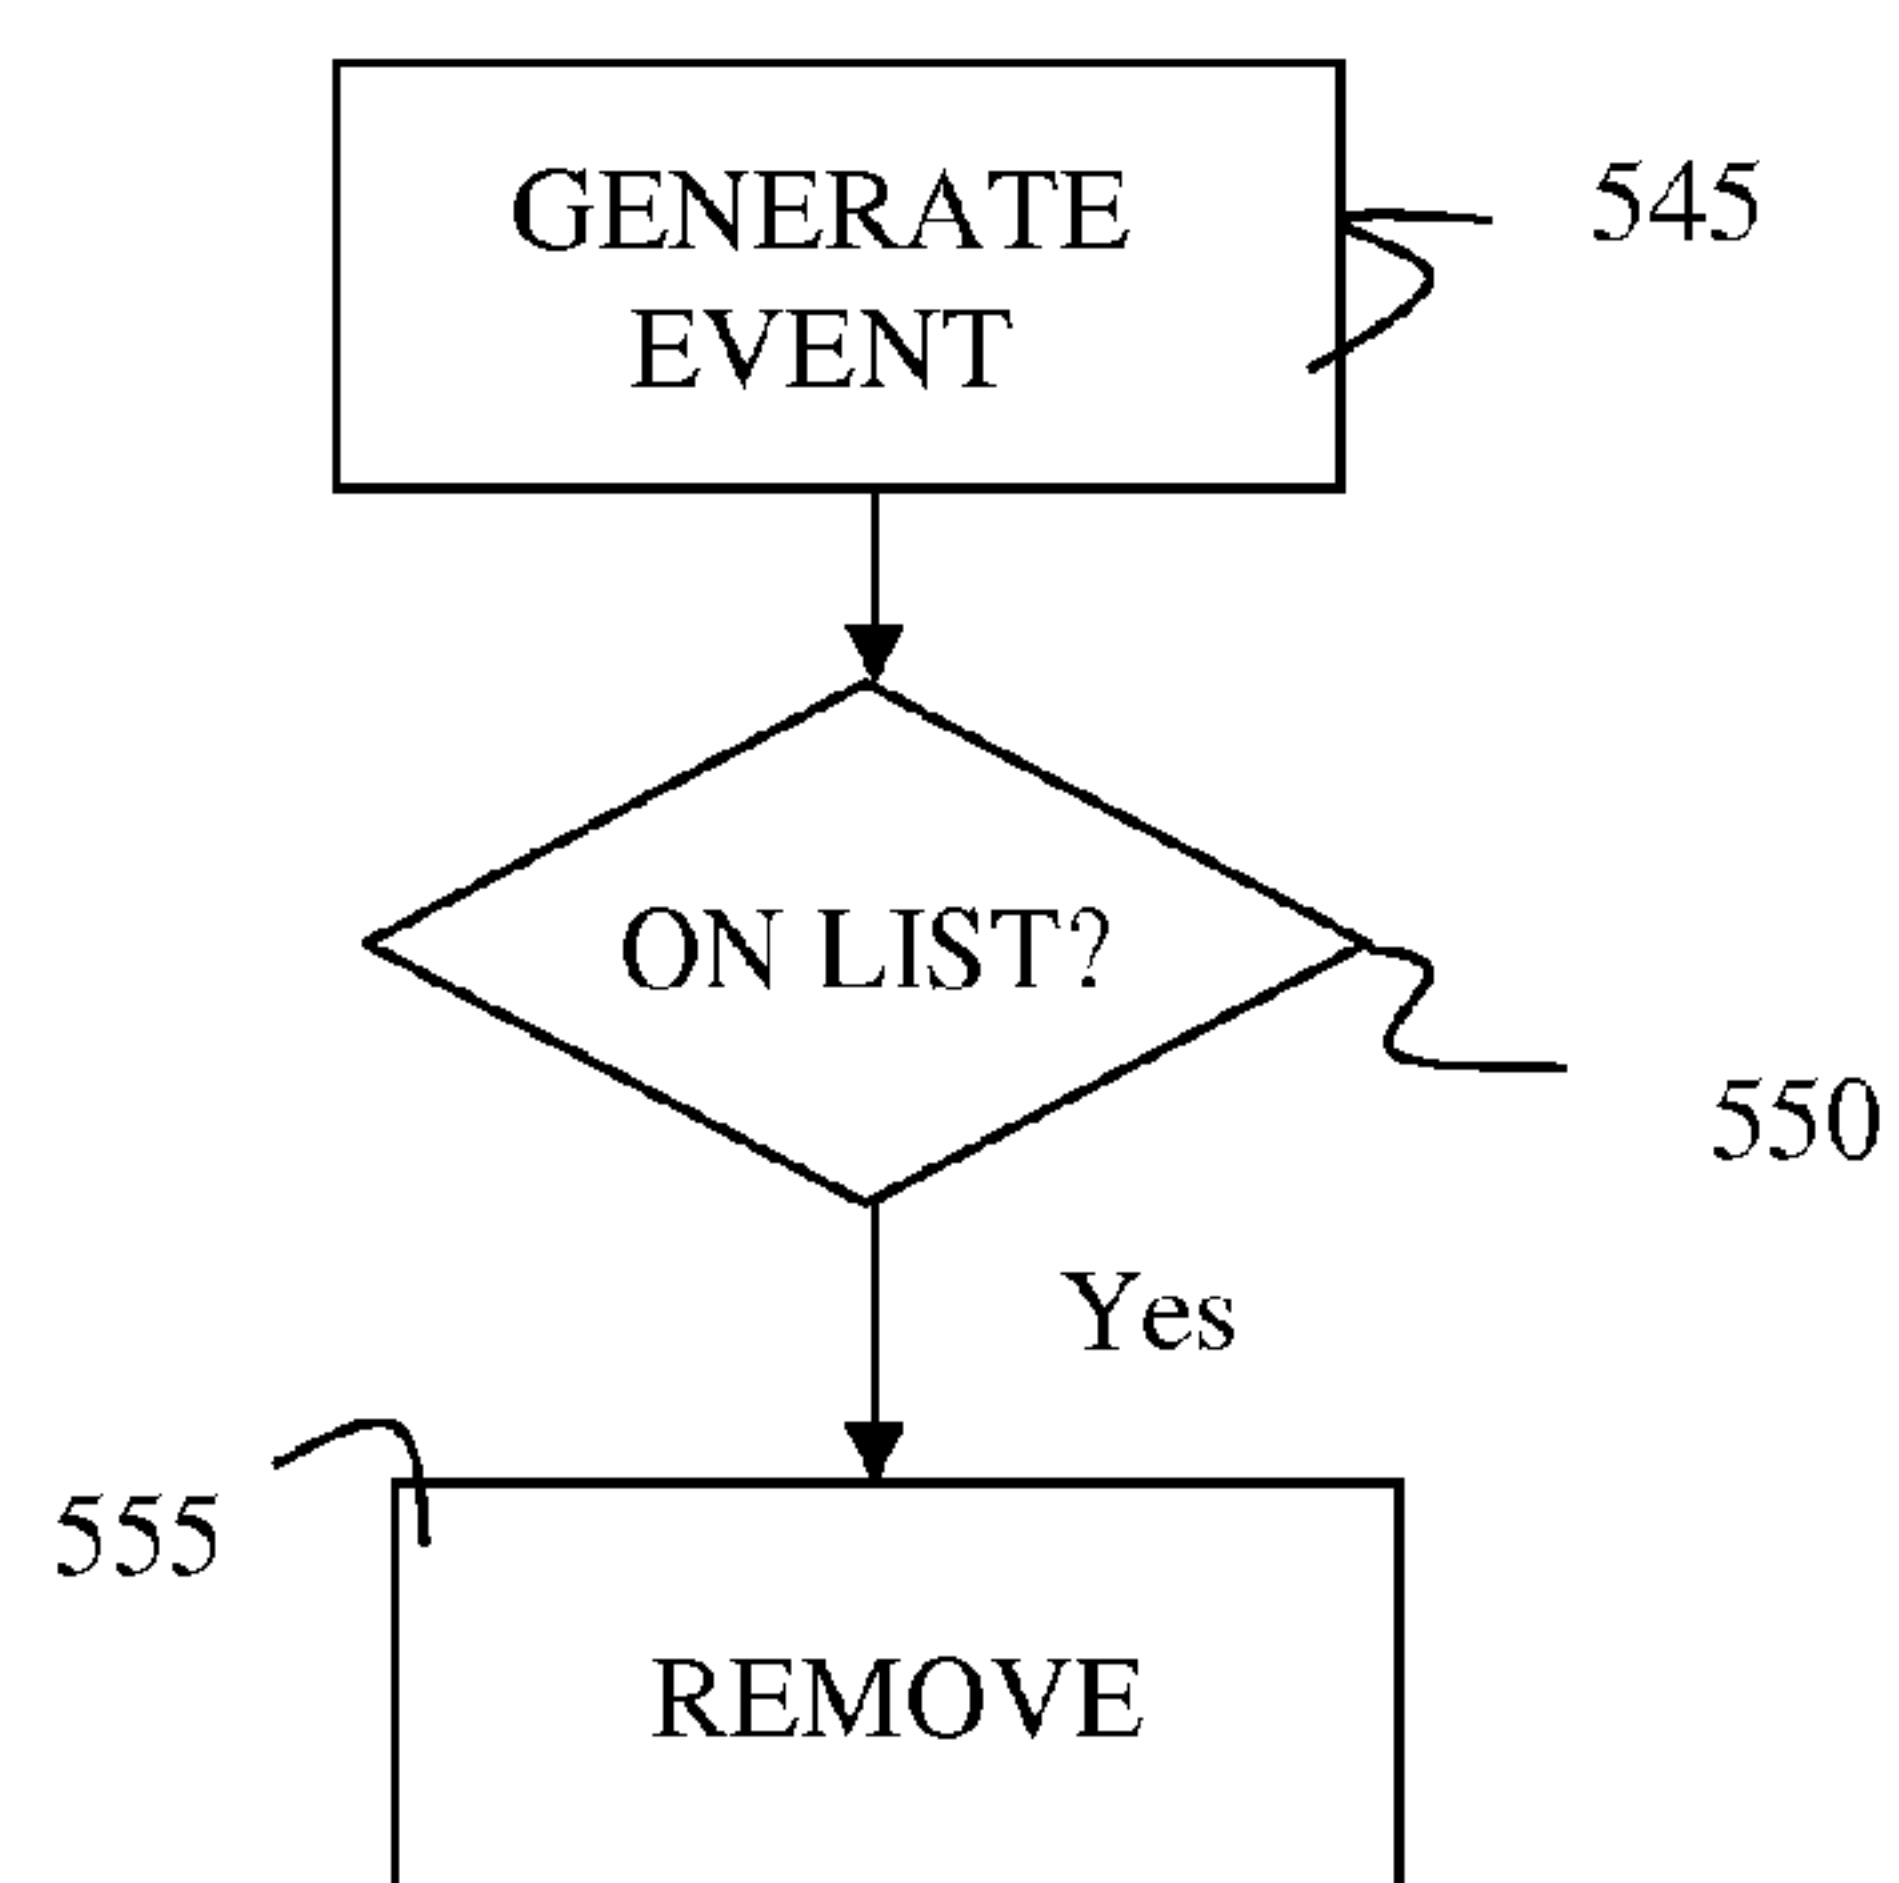 GENERATE
EVENT
545
ON LIST?
550
Yes
555
REMOVE